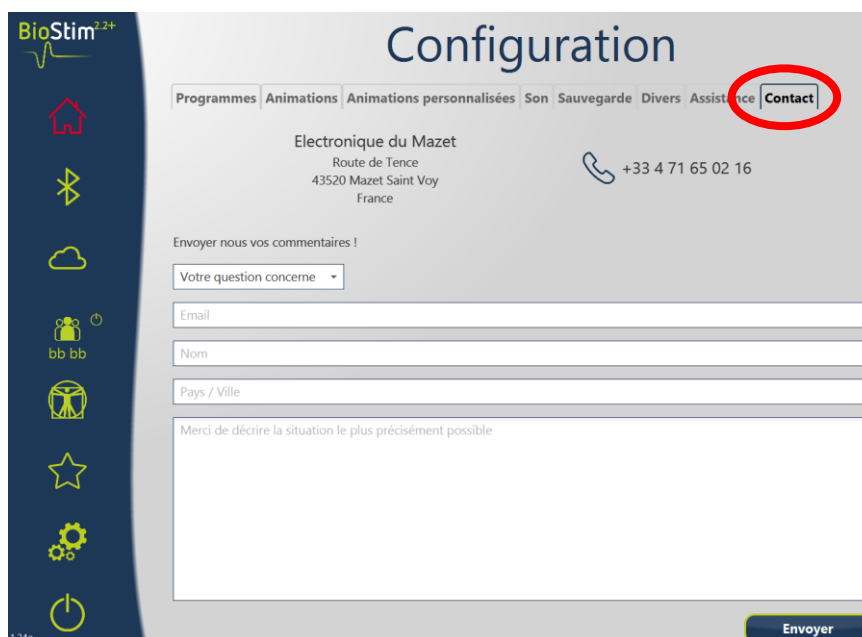 BioStim2.2+
Configuration
Programmes Animations Animations personnalisées Son Sauvegarde Divers Assistance Contact
Electronique du Mazet
Route de Tence
43520 Mazet Saint Voy
France
+33 4 71 65 02 16
Envoyer nous vos commentaires !
Votre question concerne
Email
Nom
Pays / Ville
Merci de décrire la situation le plus précisément possible
bb bb
Envoyer